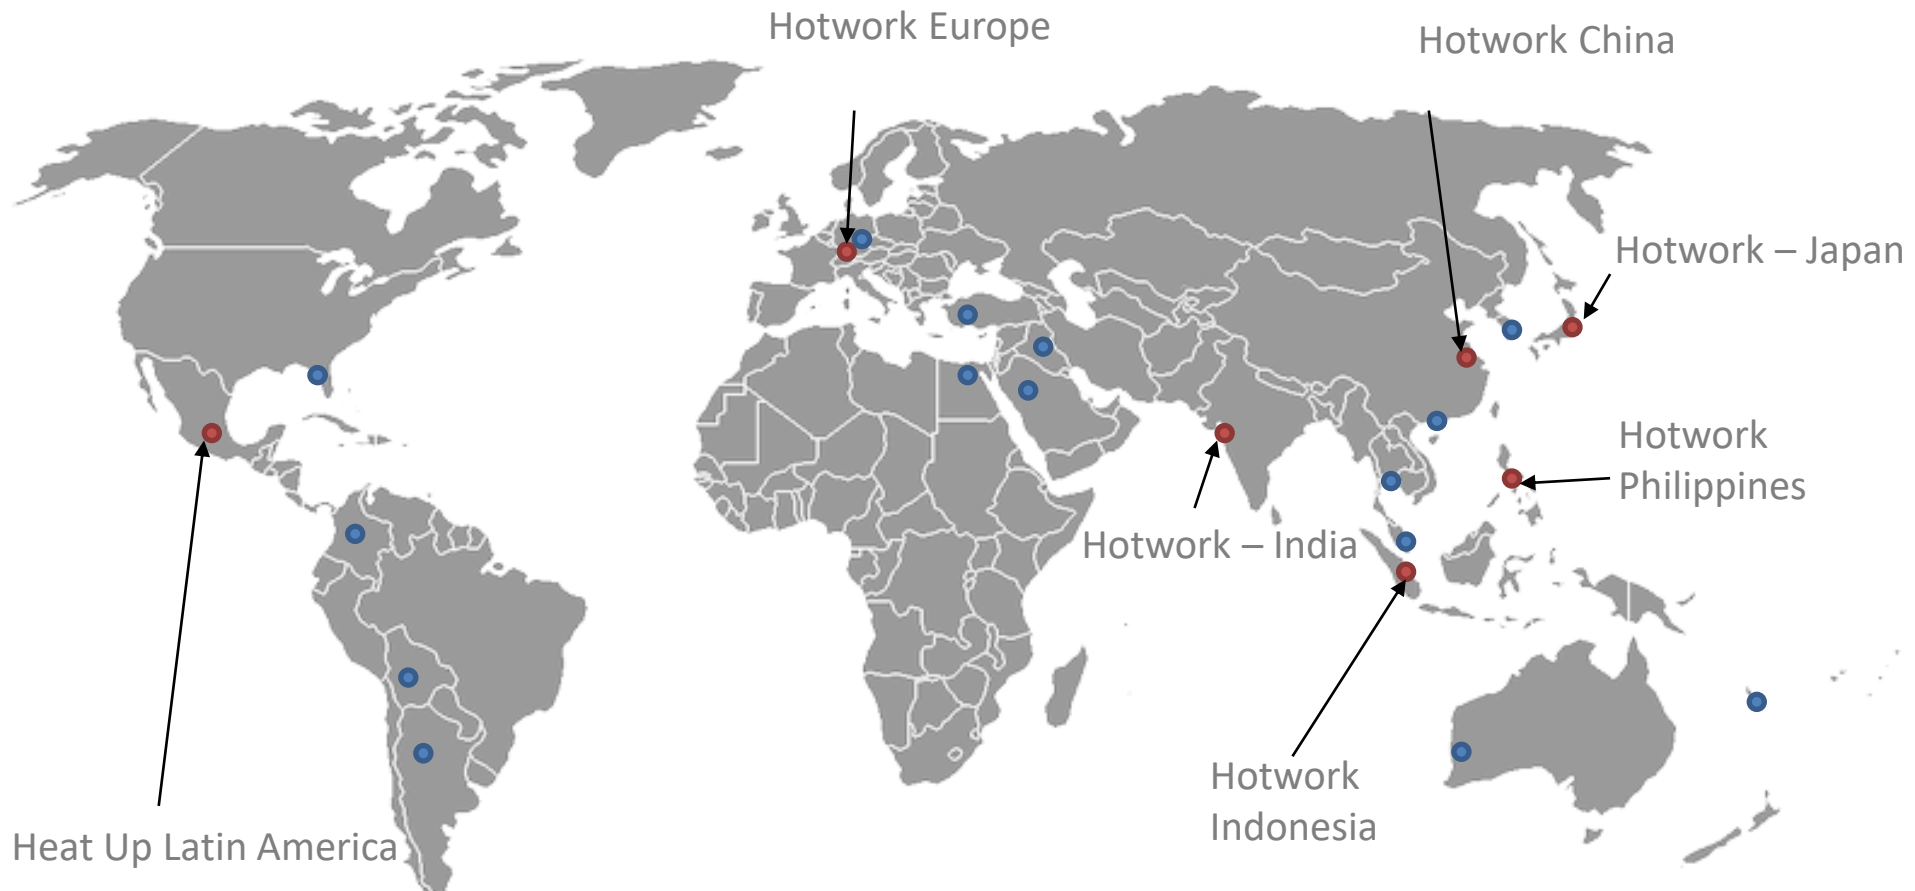 Hotwork Europe
Hotwork China
Hotwork – Japan
Hotwork
Philippines
Hotwork – India
Hotwork
Indonesia
Heat Up Latin America